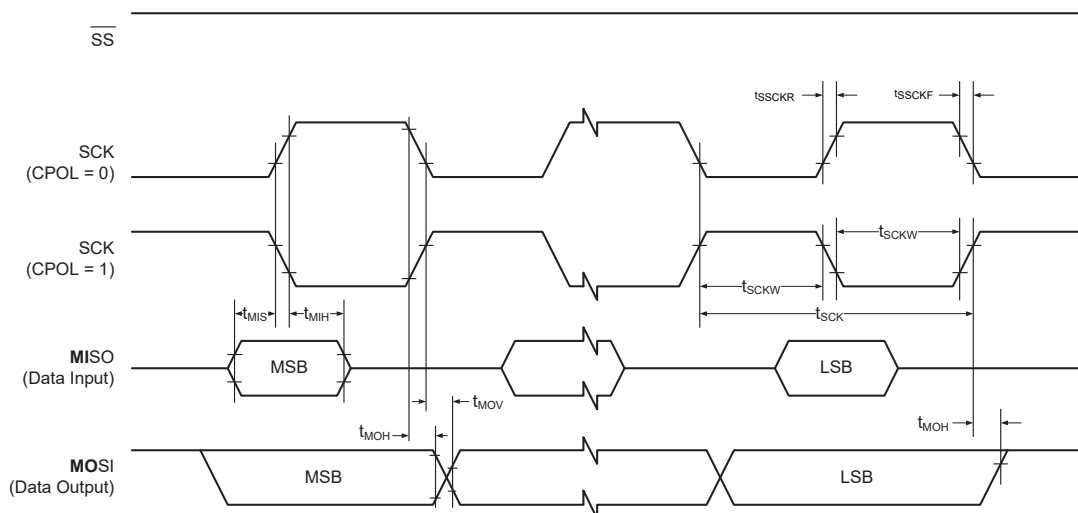 SS
tSSCKR
tSSCKF
SCK
(CPOL = 0)
SCK
(CPOL = 1)
tSCKW
tSCKW
tSCK
tMIS
tMIH
MISO
(Data Input)
MSB
LSB
tMOV
tMOH
tMOH
MOSI
(Data Output)
MSB
LSB